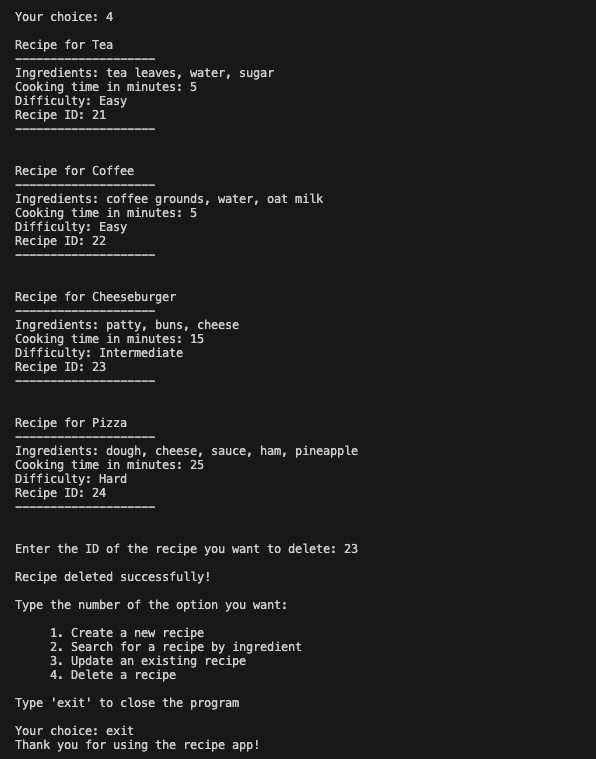 Your choice: 4
Recipe for Tea
--------------------
Ingredients: tea leaves, water, sugar
Cooking time in minutes: 5
Difficulty: Easy
Recipe ID: 21
--------------------
Recipe for Coffee
--------------------
Ingredients: coffee grounds, water, oat milk
Cooking time in minutes: 5
Difficulty: Easy
Recipe ID: 22
--------------------
Recipe for Cheeseburger
--------------------
Ingredients: patty, buns, cheese
Cooking time in minutes: 15
Difficulty: Intermediate
Recipe ID: 23
--------------------
Recipe for Pizza
--------------------
Ingredients: dough, cheese, sauce, ham, pineapple
Cooking time in minutes: 25
Difficulty: Hard
Recipe ID: 24
--------------------
Enter the ID of the recipe you want to delete: 23
Recipe deleted successfully!
Type the number of the option you want:
1. Create a new recipe
2. Search for a recipe by ingredient
3. Update an existing recipe
4. Delete a recipe
Type 'exit' to close the program
Your choice: exit
Thank you for using the recipe app!